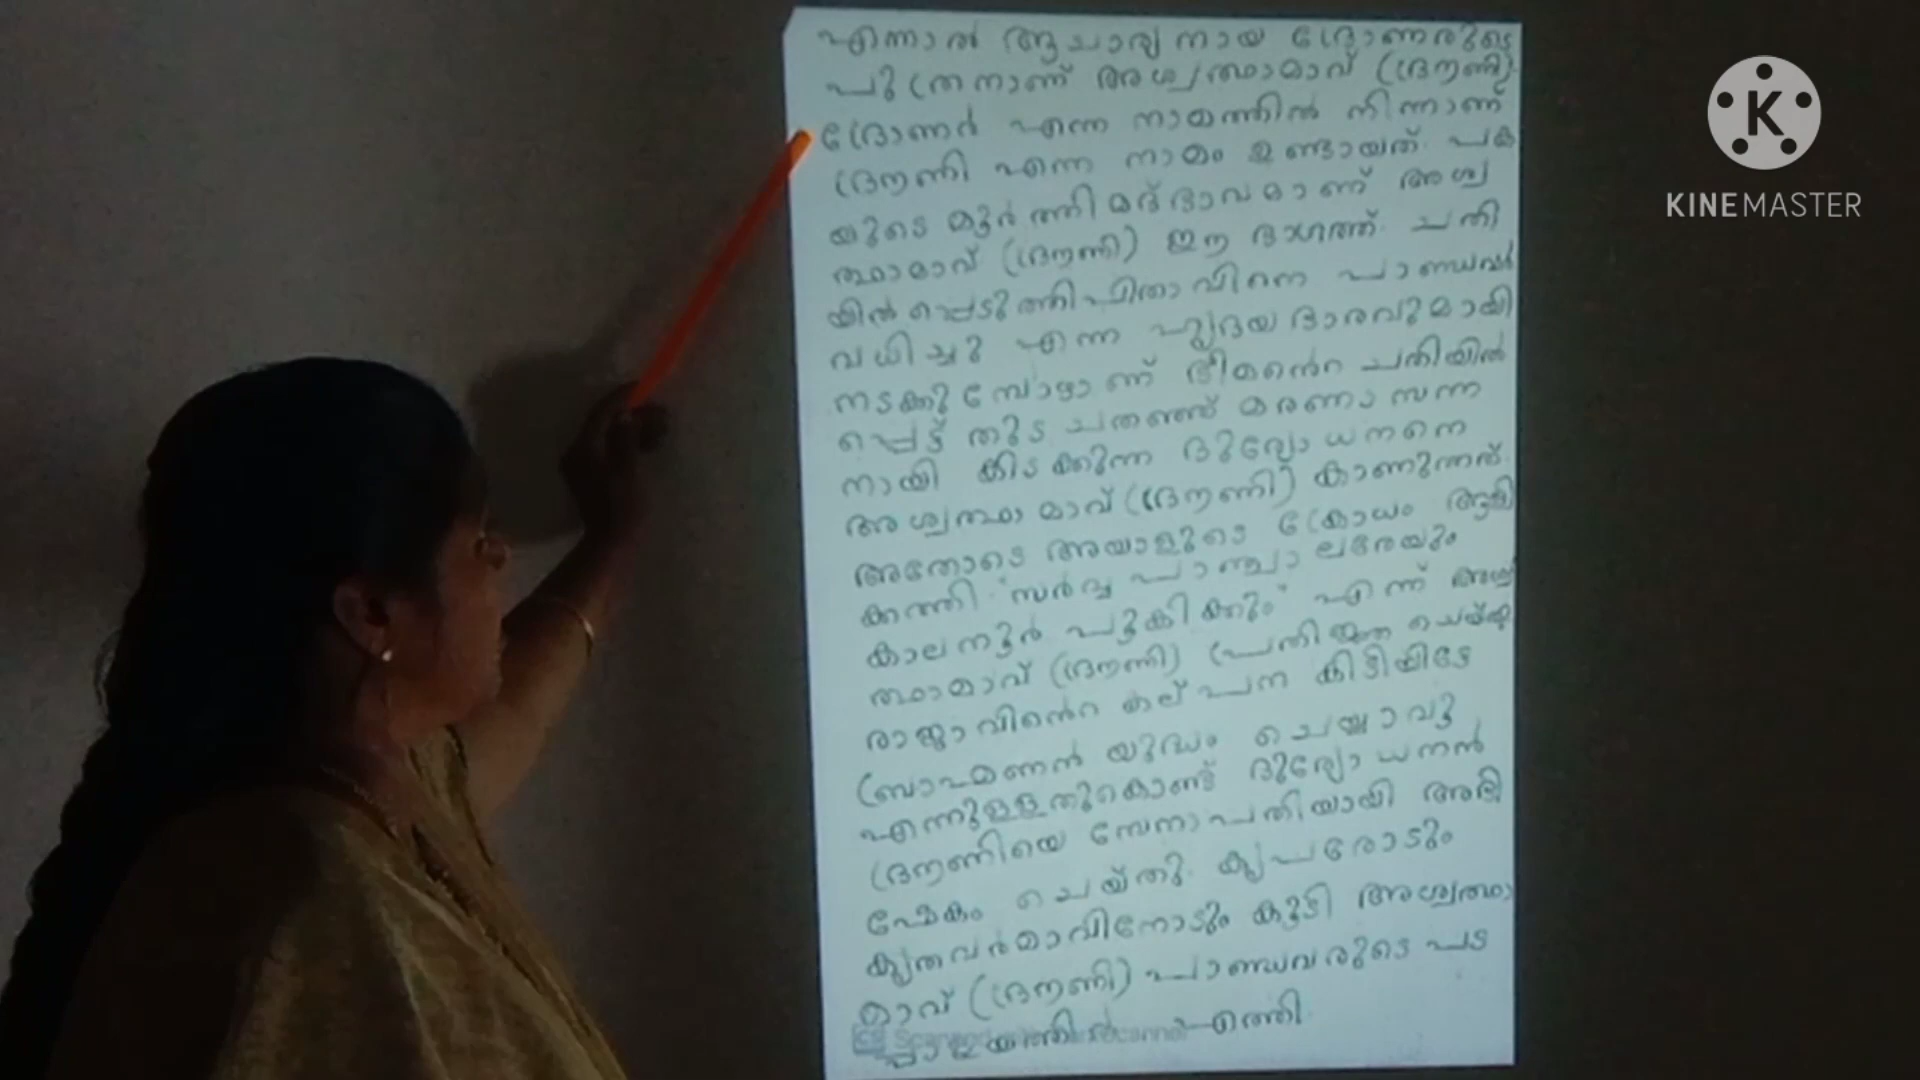 എന്നാൽ ആചാര്യനായ ദ്രോണരുടെ
പുത്രനാണ് അശ്വത്ഥാമാവ് (ദ്രൗണി).
ദ്രോണർ എന്ന നാമത്തിൽ നിന്നാണ്
ദ്രൗണി എന്ന നാമം ഉണ്ടായത്. പക
യുടെ മൂർത്തിമദ്ഭാവമാണ് അശ്വ
ത്ഥാമാവ് (ദ്രൗണി) ഈ ഭാഗത്ത്. ചതി
യിൽപ്പെടുത്തി പിതാവിനെ പാണ്ഡവർ
വധിച്ചു എന്ന ഹൃദയഭാരവുമായി
നടക്കുമ്പോഴാണ് ഭീമൻെറ ചതിയിൽ
പ്പെട്ട് തുട ചതഞ്ഞ് മരണാസന്ന
നായി കിടക്കുന്ന ദുര്യോധനനെ
അശ്വത്ഥാമാവ് (ദ്രൗണി) കാണുന്നത്.
അതോടെ അയാളുടെ ക്രോധം ആളി
ക്കത്തി. "സർവ്വ പാഞ്ചാലരേയും
കാലനൂർ പൂകിക്കും" എന്ന് അശ്വ
ത്ഥാമാവ് (ദ്രൗണി) പ്രതിജ്ഞ ചെയ്തു
രാജാവിൻെറ കല്പന കിട്ടിയിട്ടേ
ബ്രാഹ്മണൻ യുദ്ധം ചെയ്യാവൂ
എന്നുള്ളതുകൊണ്ട് ദുര്യോധനൻ
ദ്രൗണിയെ സേനാപതിയായി അഭി
ഷേകം ചെയ്തു. കൃപരോടും
കൃതവർമാവിനോടും കൂടി അശ്വത്ഥാ
മാവ് (ദ്രൗണി) പാണ്ഡവരുടെ പട
എത്തി.
KINEMASTER